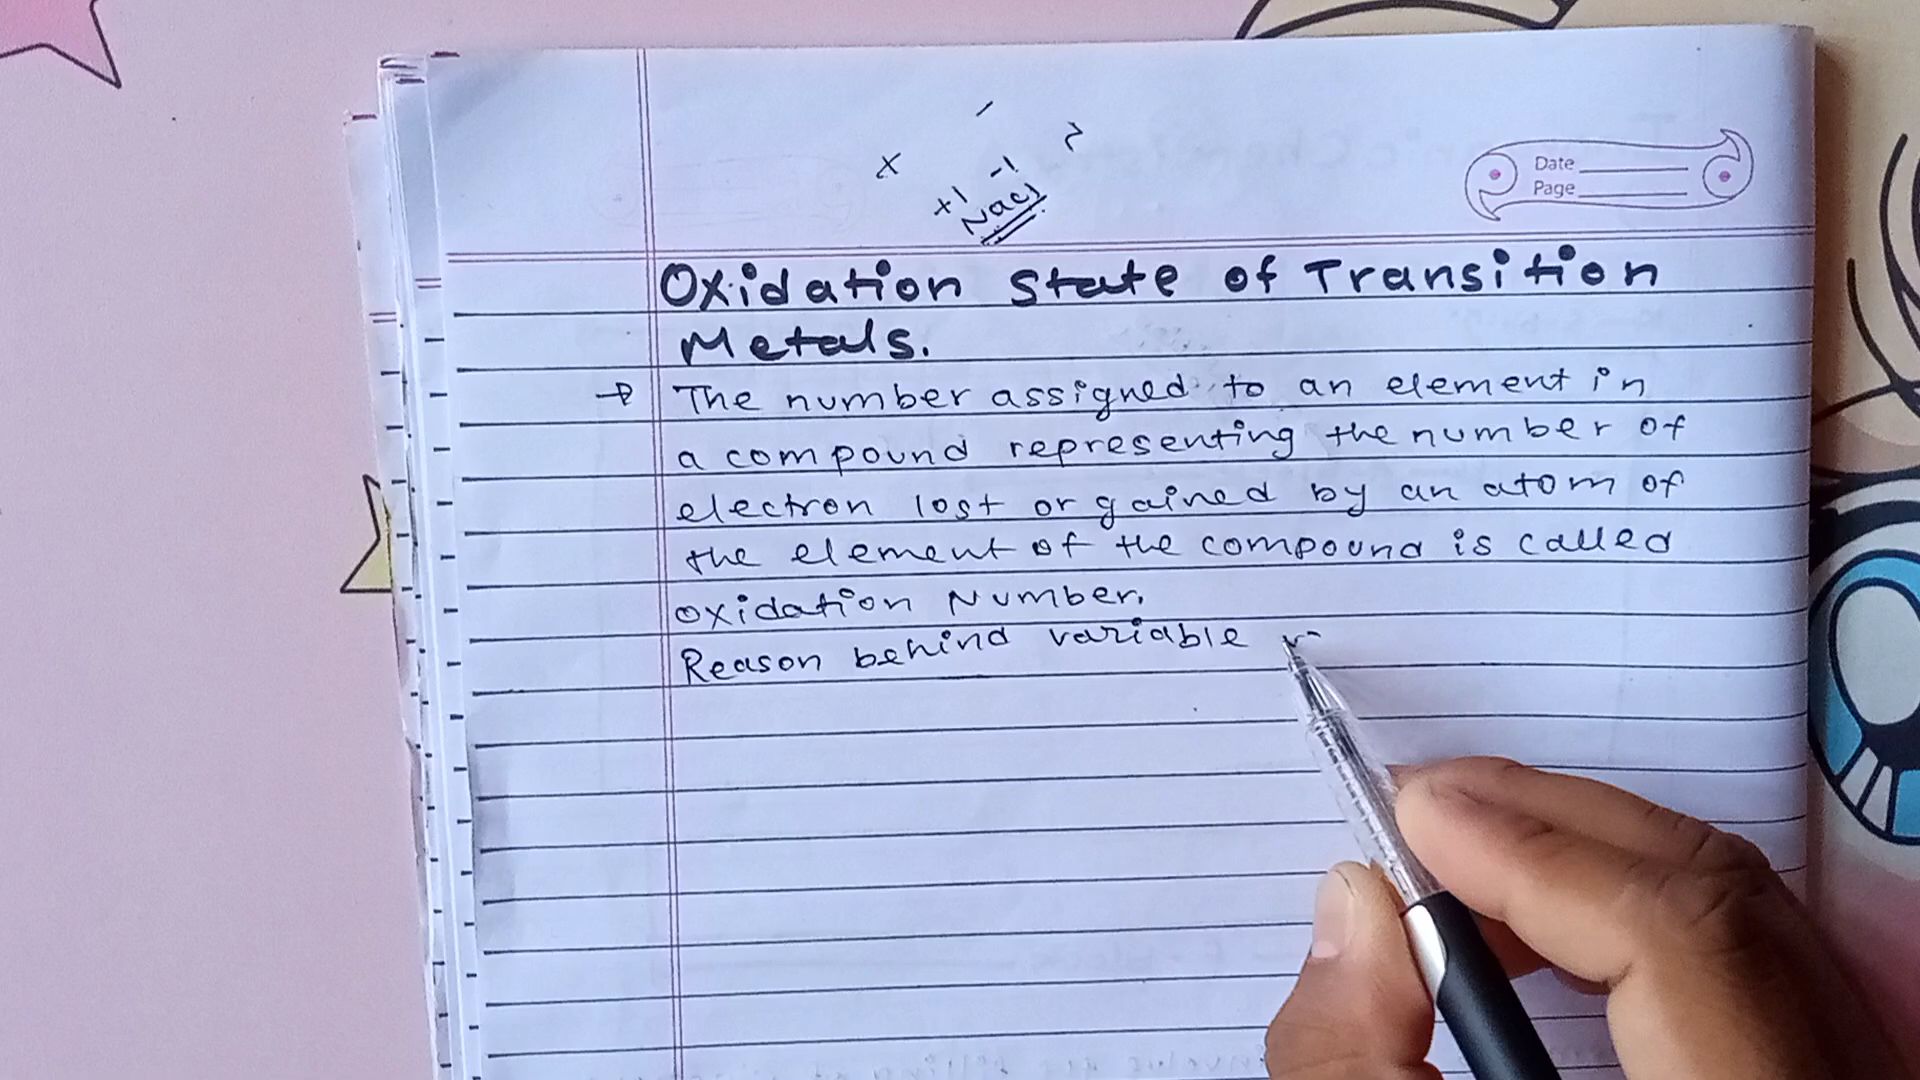 Date
Page
+1 -1
NaCl
Oxidation State of Transition
Metals.
→ The number assigned to an element in
a compound representing the number of
electron lost or gained by an atom of
the element of the compound is called
oxidation Number.
Reason behind variable